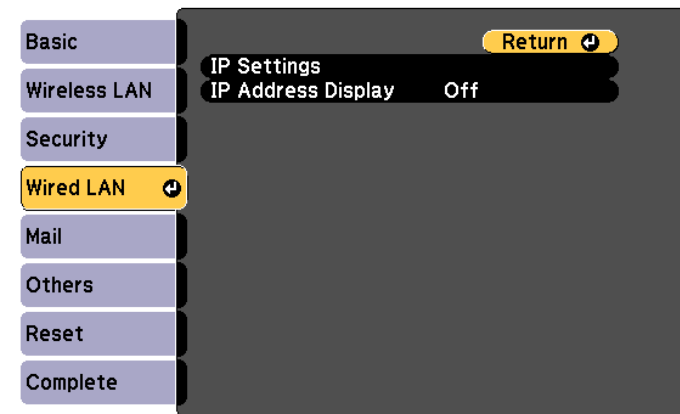 Basic
Wireless LAN
Security
Wired LAN
Mail
Others
Reset
Complete
Return
IP Settings
IP Address Display Off